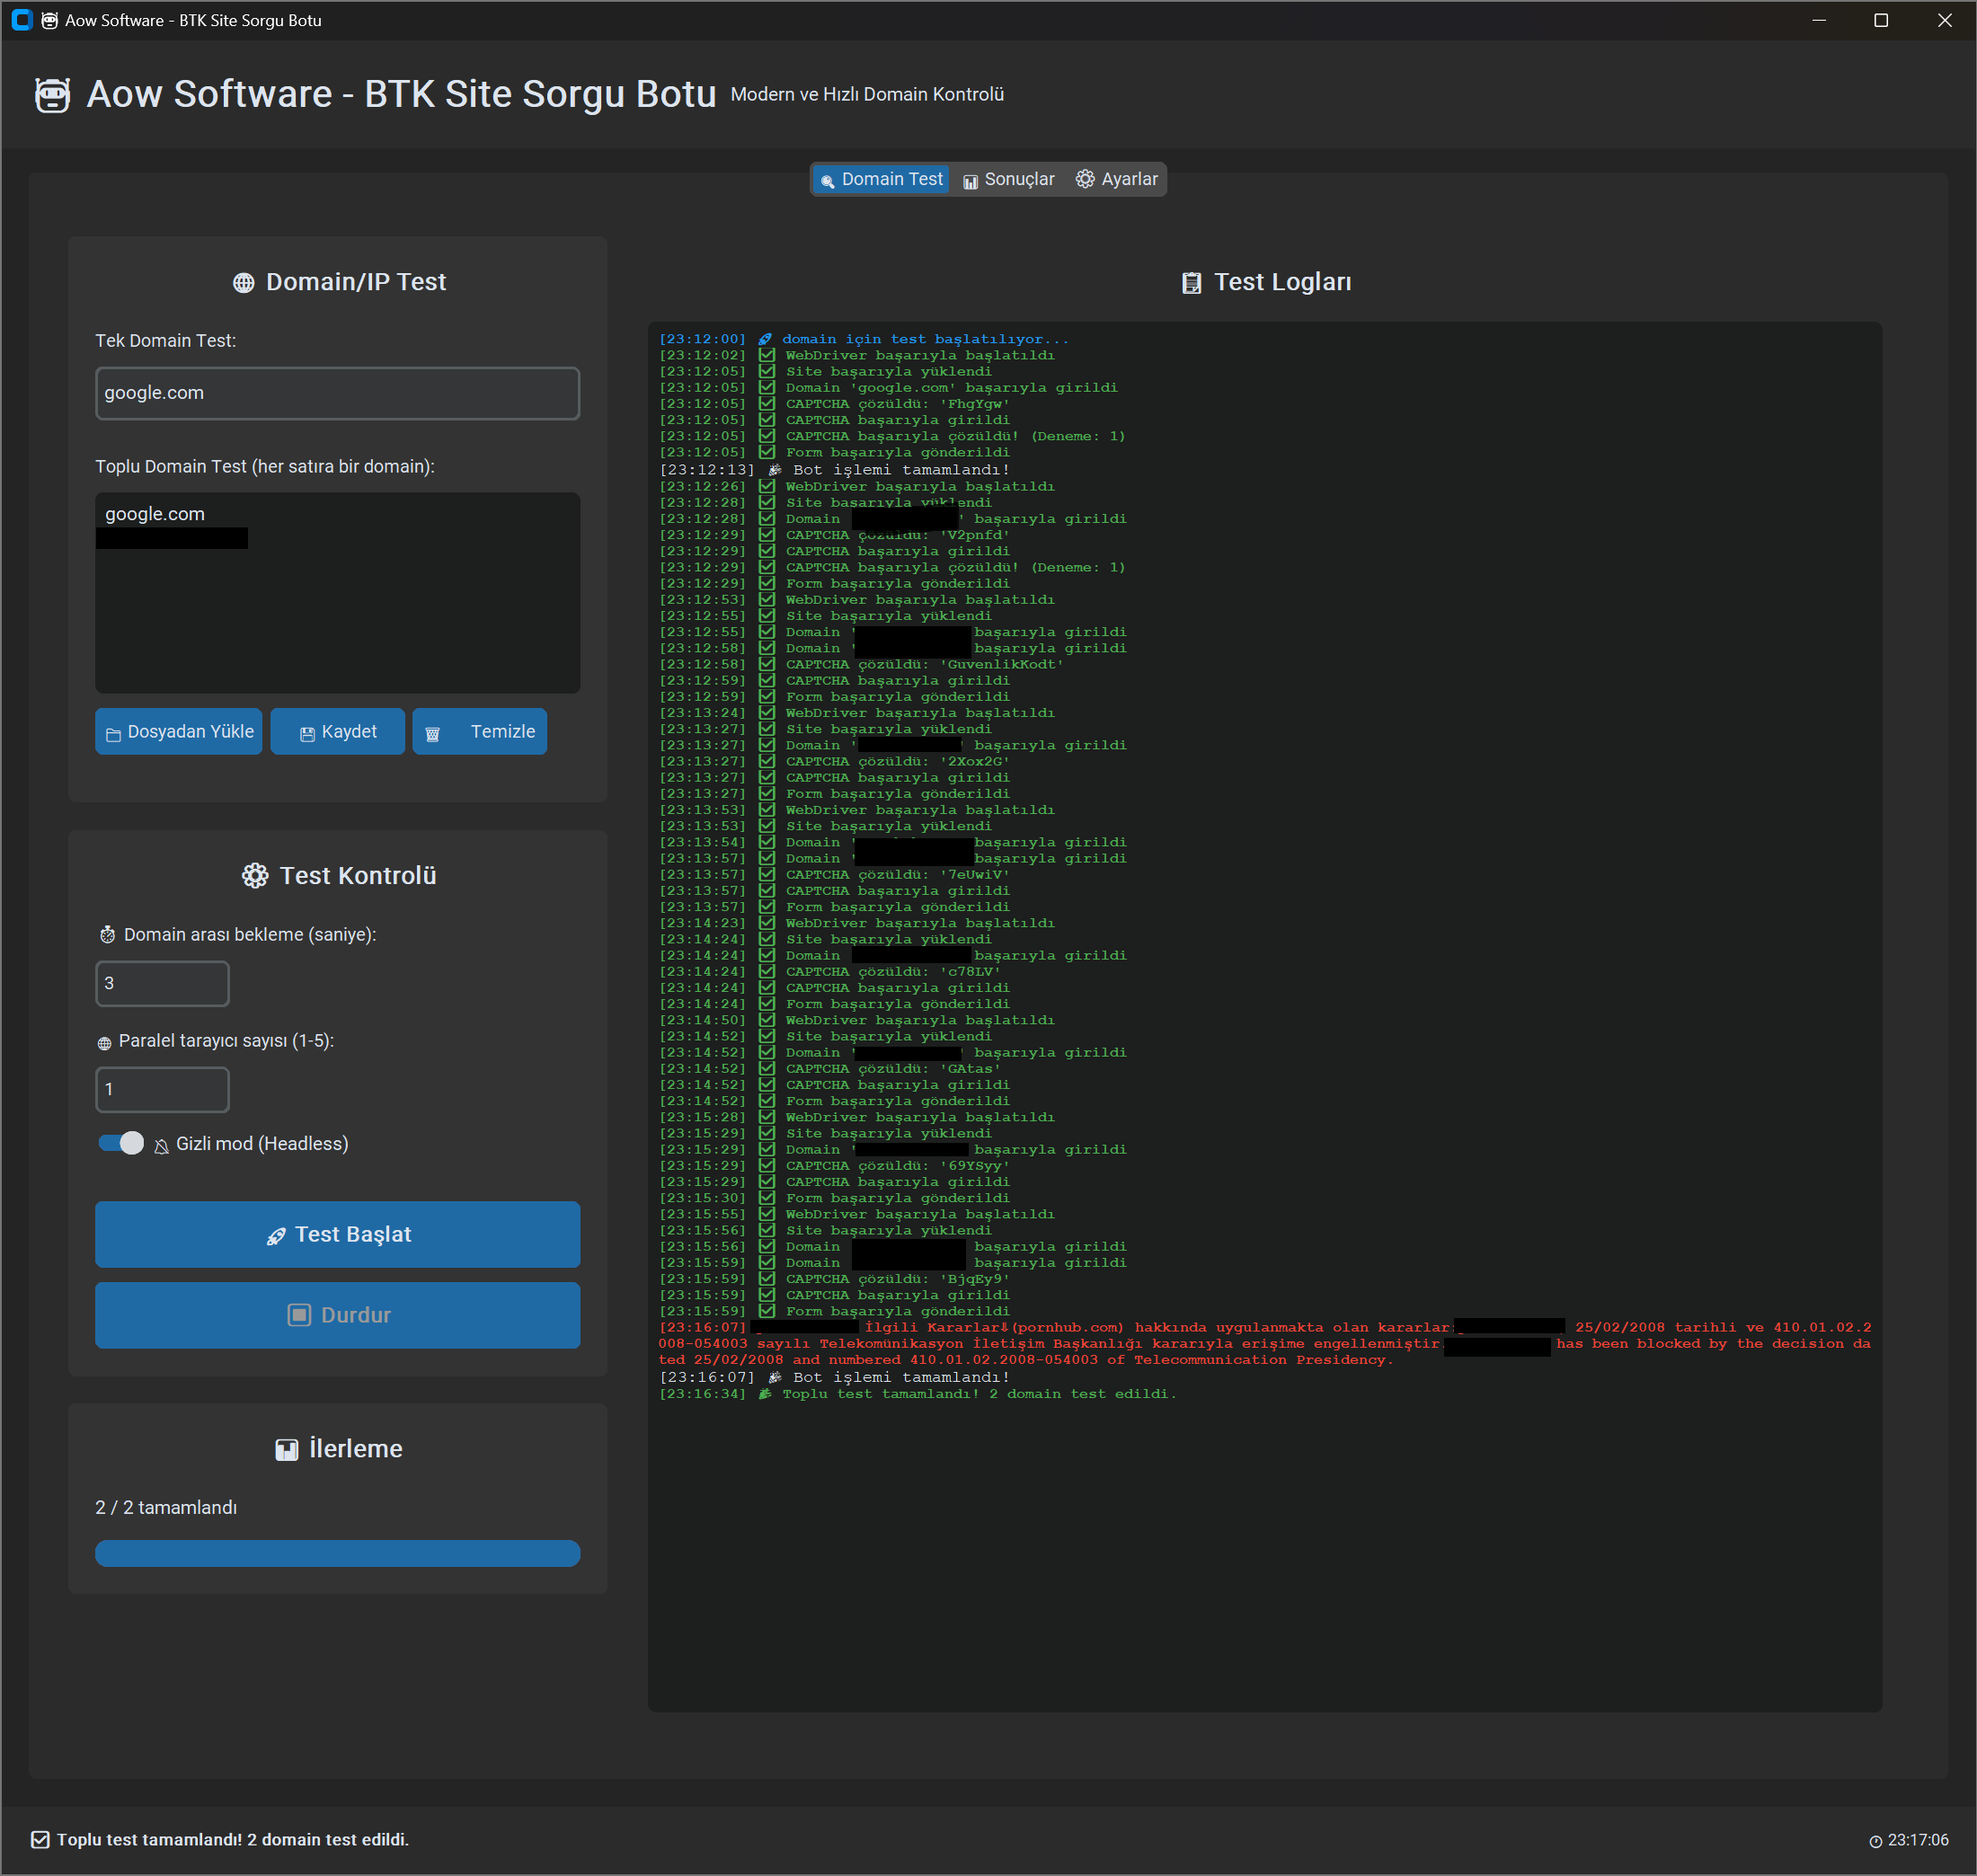 Aow Software - BTK Site Sorgu Botu
Aow Software - BTK Site Sorgu Botu Modern ve Hızlı Domain Kontrolü
Domain Test Sonuçlar Ayarlar
Domain/IP Test
Tek Domain Test:
google.com
Toplu Domain Test (her satıra bir domain):
google.com
Dosyadan Yükle Kaydet Temizle
Test Kontrolü
Domain arası bekleme (saniye):
3
Paralel tarayıcı sayısı (1-5):
1
Gizli mod (Headless)
Test Başlat
Durdur
İlerleme
2 / 2 tamamlandı
Test Logları
[23:12:00] domain için test başlatılıyor...
[23:12:02] WebDriver başarıyla başlatıldı
[23:12:05] Site başarıyla yüklendi
[23:12:05] Domain 'google.com' başarıyla girildi
[23:12:05] CAPTCHA çözüldü: 'FhgYgw'
[23:12:05] CAPTCHA başarıyla girildi
[23:12:05] CAPTCHA başarıyla çözüldü! (Deneme: 1)
[23:12:05] Form başarıyla gönderildi
[23:12:13] Bot işlemi tamamlandı!
[23:12:26] WebDriver başarıyla başlatıldı
[23:12:28] Site başarıyla yüklendi
[23:12:28] Domain ' başarıyla girildi
[23:12:29] CAPTCHA çözüldü: 'V2pnfd'
[23:12:29] CAPTCHA başarıyla girildi
[23:12:29] CAPTCHA başarıyla çözüldü! (Deneme: 1)
[23:12:29] Form başarıyla gönderildi
[23:12:53] WebDriver başarıyla başlatıldı
[23:12:55] Site başarıyla yüklendi
[23:12:55] Domain ' başarıyla girildi
[23:12:58] Domain ' başarıyla girildi
[23:12:58] CAPTCHA çözüldü: 'GuvenlikKodt'
[23:12:59] CAPTCHA başarıyla girildi
[23:12:59] Form başarıyla gönderildi
[23:13:24] WebDriver başarıyla başlatıldı
[23:13:27] Site başarıyla yüklendi
[23:13:27] Domain ' ' başarıyla girildi
[23:13:27] CAPTCHA çözüldü: '2Xox2G'
[23:13:27] CAPTCHA başarıyla girildi
[23:13:27] Form başarıyla gönderildi
[23:13:53] WebDriver başarıyla başlatıldı
[23:13:53] Site başarıyla yüklendi
[23:13:54] Domain ' başarıyla girildi
[23:13:57] Domain ' başarıyla girildi
[23:13:57] CAPTCHA çözüldü: '7eUwiV'
[23:13:57] CAPTCHA başarıyla girildi
[23:13:57] Form başarıyla gönderildi
[23:14:23] WebDriver başarıyla başlatıldı
[23:14:24] Site başarıyla yüklendi
[23:14:24] Domain başarıyla girildi
[23:14:24] CAPTCHA çözüldü: 'c78LV'
[23:14:24] CAPTCHA başarıyla girildi
[23:14:24] Form başarıyla gönderildi
[23:14:50] WebDriver başarıyla başlatıldı
[23:14:52] Site başarıyla yüklendi
[23:14:52] Domain ' ' başarıyla girildi
[23:14:52] CAPTCHA çözüldü: 'GAtas'
[23:14:52] CAPTCHA başarıyla girildi
[23:14:52] Form başarıyla gönderildi
[23:15:28] WebDriver başarıyla başlatıldı
[23:15:29] Site başarıyla yüklendi
[23:15:29] Domain ' başarıyla girildi
[23:15:29] CAPTCHA çözüldü: '69YSyy'
[23:15:29] CAPTCHA başarıyla girildi
[23:15:30] Form başarıyla gönderildi
[23:15:55] WebDriver başarıyla başlatıldı
[23:15:56] Site başarıyla yüklendi
[23:15:56] Domain başarıyla girildi
[23:15:59] Domain başarıyla girildi
[23:15:59] CAPTCHA çözüldü: 'BjqEy9'
[23:15:59] CAPTCHA başarıyla girildi
[23:15:59] Form başarıyla gönderildi
[23:16:07] İlgili Kararlar⇓(pornhub.com) hakkında uygulanmakta olan kararlar: 25/02/2008 tarihli ve 410.01.02.2
008-054003 sayılı Telekomünikasyon İletişim Başkanlığı kararıyla erişime engellenmiştir. has been blocked by the decision da
ted 25/02/2008 and numbered 410.01.02.2008-054003 of Telecommunication Presidency.
[23:16:07] Bot işlemi tamamlandı!
[23:16:34] Toplu test tamamlandı! 2 domain test edildi.
Toplu test tamamlandı! 2 domain test edildi.
23:17:06